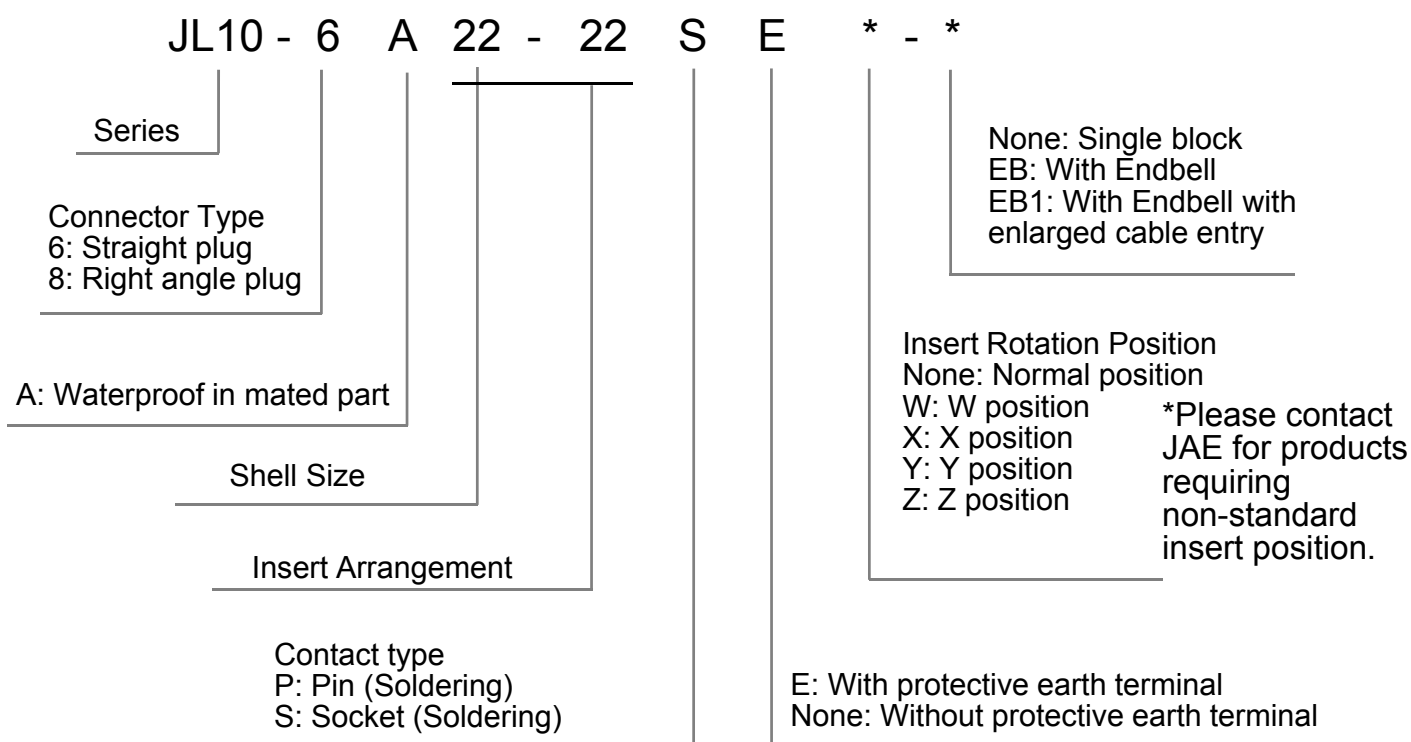 JL10 - 6 A 22 - 22 S E * - *
Series
Connector Type
6: Straight plug
8: Right angle plug
A: Waterproof in mated part
Shell Size
Insert Arrangement
Contact type
P: Pin (Soldering)
S: Socket (Soldering)
E: With protective earth terminal
None: Without protective earth terminal
Insert Rotation Position
None: Normal position
W: W position
X: X position
Y: Y position
Z: Z position
*Please contact
JAE for products
requiring
non-standard
insert position.
None: Single block
EB: With Endbell
EB1: With Endbell with
enlarged cable entry